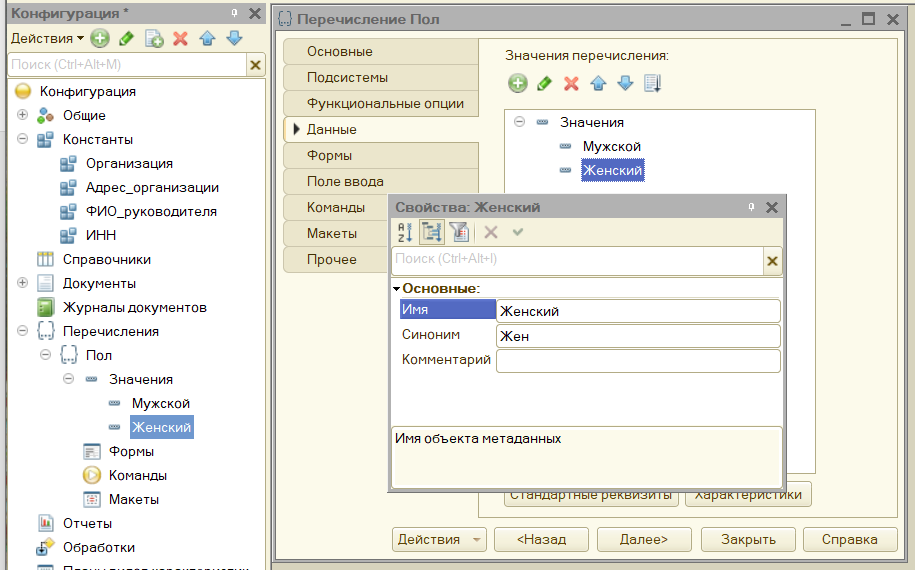 Конфигурация *
Действия
Поиск (Ctrl+Alt+M)
Конфигурация
Общие
Константы
Организация
Адрес_организации
ФИО_руководителя
ИНН
Справочники
Документы
Журналы документов
Перечисления
Пол
Значения
Мужской
Женский
Формы
Команды
Макеты
Отчеты
Обработки
Планы видов характеристик
Перечисление Пол
Основные
Подсистемы
Функциональные опции
Данные
Формы
Поле ввода
Команды
Макеты
Прочее
Значения перечисления:
Значения
Мужской
Женский
Свойства: Женский
Поиск (Ctrl+Alt+I)
Основные:
Имя
Женский
Синоним
Жен
Комментарий
Имя объекта метаданных
Стандартные реквизиты
Характеристики
Действия
<Назад
Далее>
Закрыть
Справка